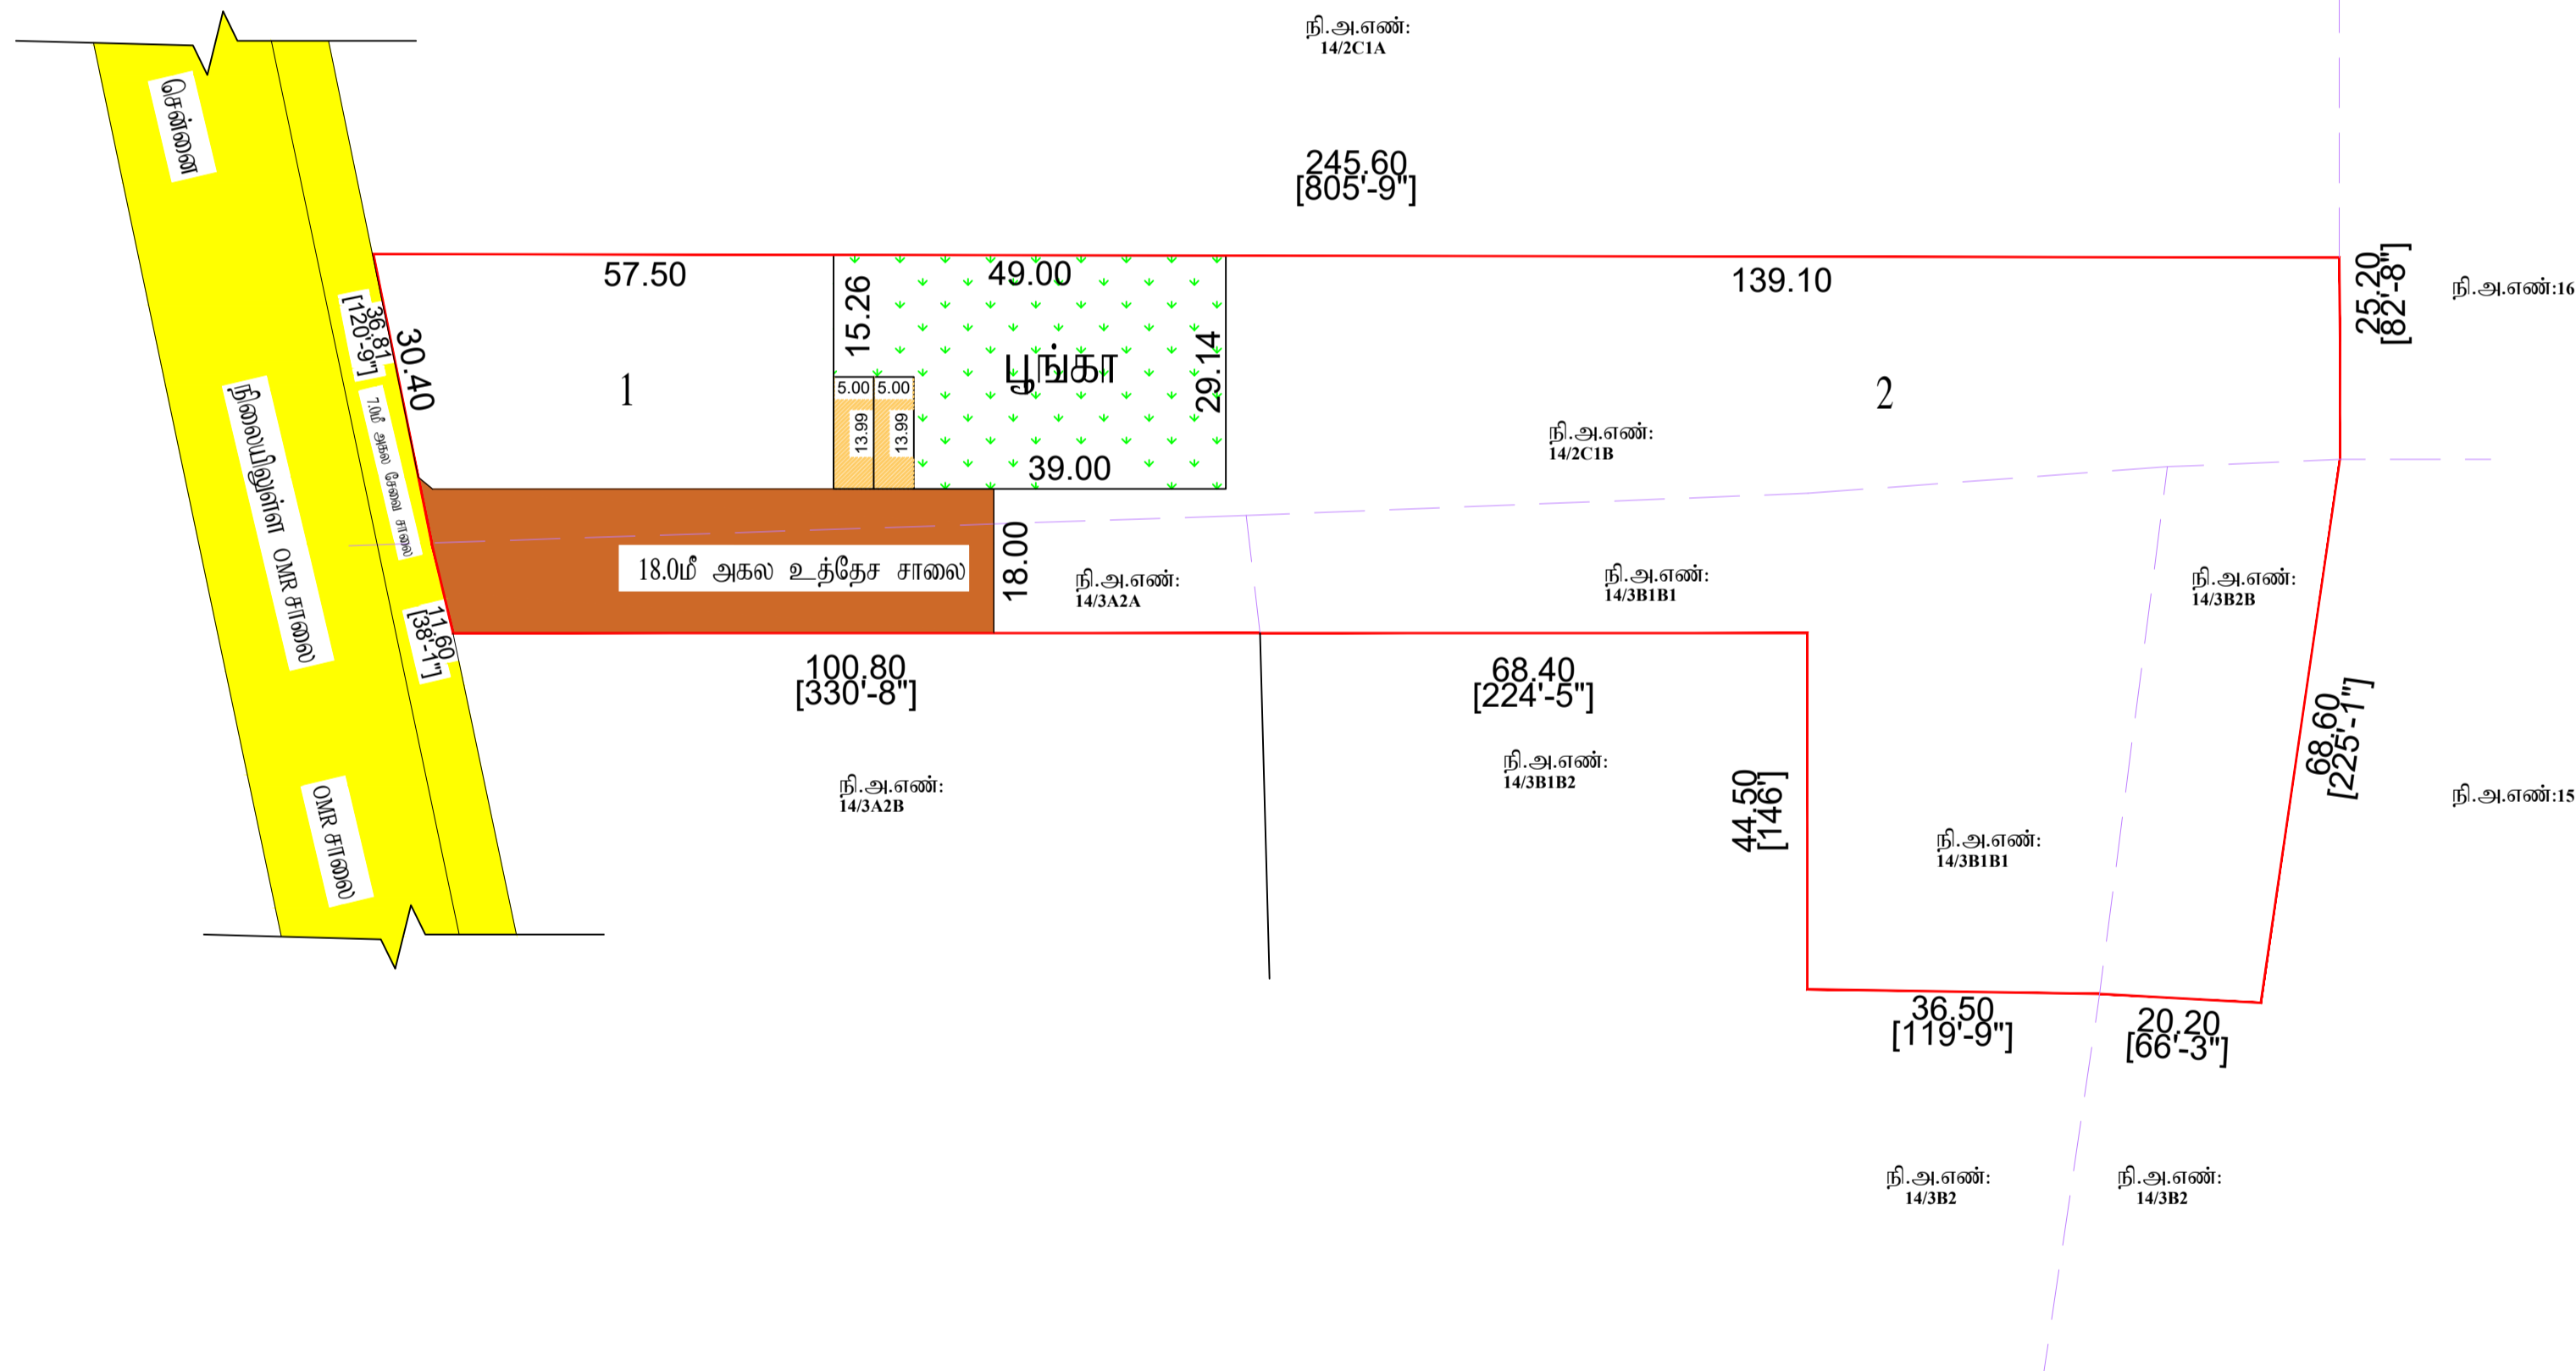 நி.அ.எண்:
14/2C1A
சென்னை
245.60
[805'-9"]
57.50
49.00
139.10
25.20
[82'-8"]
நி.அ.எண்:16
15.26
36.81
[120'-9"]
30.40
1
பூங்கா
29.14
2
5.00
5.00
13.99
13.99
39.00
நி.அ.எண்:
14/2C1B
7.0மீ அகல சேவை சாலை
நிலையிலுள்ள OMR சாலை
18.0மீ அகல உத்தேச சாலை
18.00
நி.அ.எண்:
14/3A2A
நி.அ.எண்:
14/3B1B1
நி.அ.எண்:
14/3B2B
11.60
[38'-1"]
100.80
[330'-8"]
68.40
[224'-5"]
68.60
[225'-1"]
நி.அ.எண்:
14/3A2B
நி.அ.எண்:
14/3B1B2
44.50
[146']
நி.அ.எண்:15
OMR சாலை
நி.அ.எண்:
14/3B1B1
36.50
[119'-9"]
20.20
[66'-3"]
நி.அ.எண்:
14/3B2
நி.அ.எண்:
14/3B2